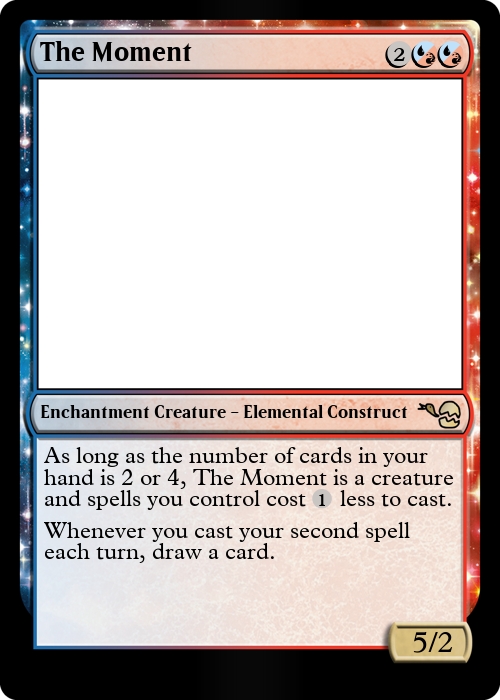 The Moment 2
Enchantment Creature – Elemental Construct
As long as the number of cards in your
hand is 2 or 4, The Moment is a creature
and spells you control cost 1 less to cast.
Whenever you cast your second spell
each turn, draw a card.
5/2